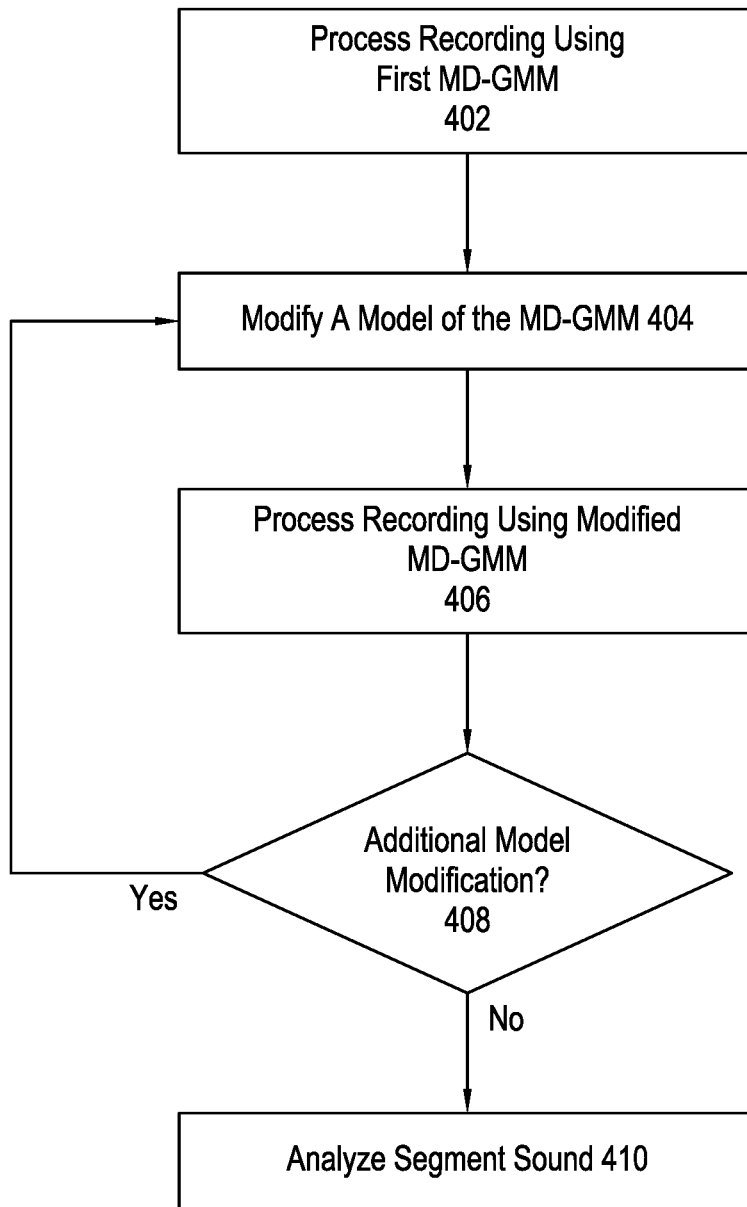 Process Recording Using
First MD-GMM
402
Modify A Model of the MD-GMM 404
Process Recording Using Modified
MD-GMM
406
Additional Model
Modification?
408
Yes
No
Analyze Segment Sound 410